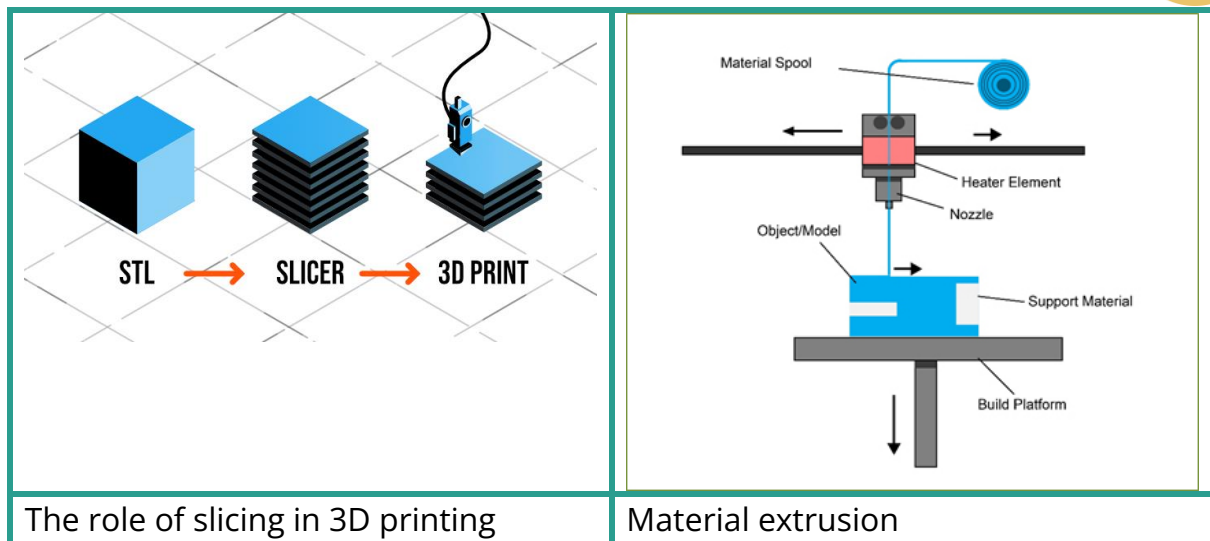 STL
SLICER
3D PRINT
The role of slicing in 3D printing
Material Spool
Heater Element
Nozzle
Object/Model
Support Material
Build Platform
Material extrusion